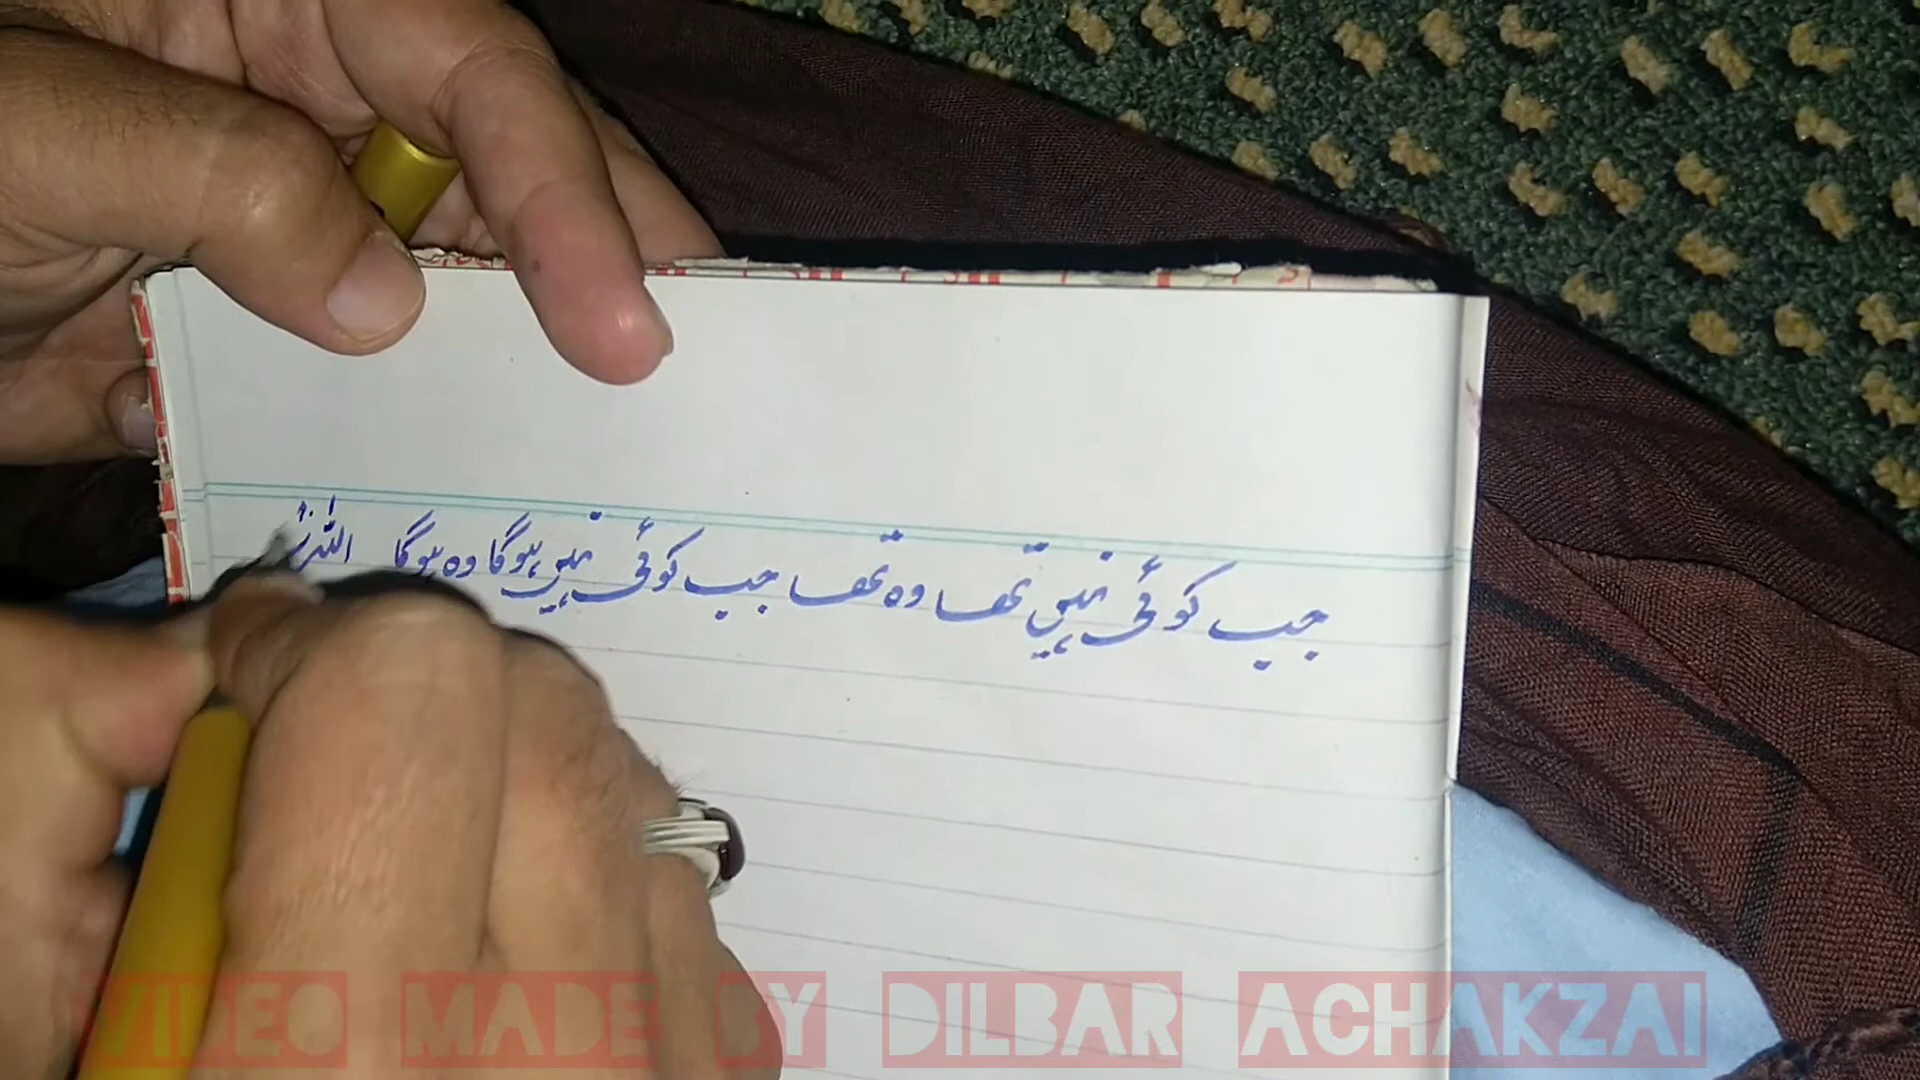 جب کوئی نہیں تھا وہ تھا جب کوئی نہیں ہوگا وہ ہوگا اللہ
VIDEO MADE BY DILBAR ACHAKZAI